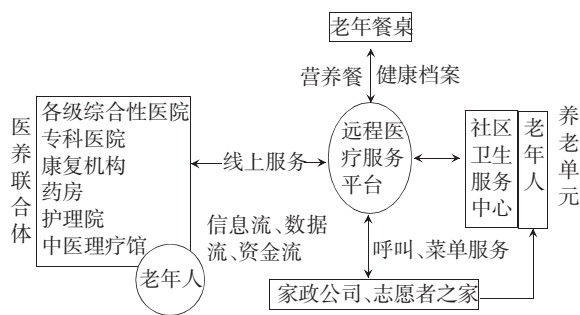 老年餐桌
营养餐
健康档案
医养联合体
各级综合性医院
专科医院
康复机构
药房
护理院
中医理疗馆
老年人
线上服务
远程医
疗服务
平台
社区
卫生
服务
中心
老年人
养老单元
信息流、数据
流、资金流
呼叫、菜单服务
家政公司、志愿者之家